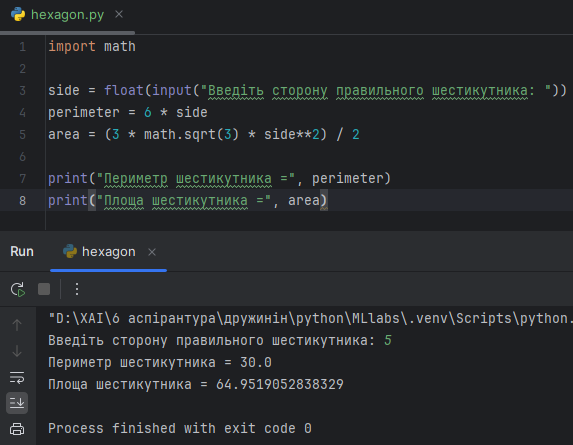 hexagon.py
1 import math
2
3 side = float(input("Введіть сторону правильного шестикутника: "))
4 perimeter = 6 * side
5 area = (3 * math.sqrt(3) * side**2) / 2
6
7 print("Периметр шестикутника =", perimeter)
8 print("Площа шестикутника =", area)
Run hexagon
"D:\ХАІ\6 аспірантура\дружинін\python\MLlabs\.venv\Scripts\python.
Введіть сторону правильного шестикутника: 5
Периметр шестикутника = 30.0
Площа шестикутника = 64.9519052838329
Process finished with exit code 0